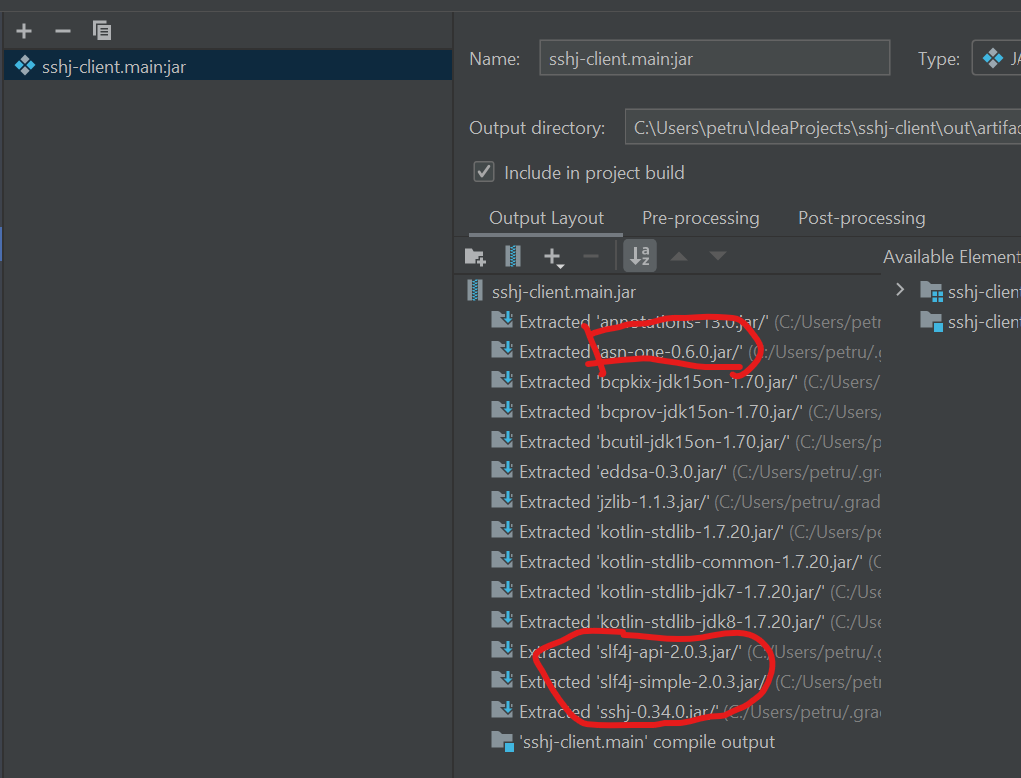 sshj-client.main:jar
Name: sshj-client.main:jar Type: JA
Output directory: C:\Users\petru\IdeaProjects\sshj-client\out\artifac
Include in project build
Output Layout Pre-processing Post-processing
Available Element
sshj-client.main.jar
sshj-clien
Extracted 'annotations-13.0.jar/' (C:/Users/petr
sshj-client
Extracted 'asn-one-0.6.0.jar/' (C:/Users/petru/.g
Extracted 'bcpkix-jdk15on-1.70.jar/' (C:/Users/
Extracted 'bcprov-jdk15on-1.70.jar/' (C:/Users/
Extracted 'bcutil-jdk15on-1.70.jar/' (C:/Users/p
Extracted 'eddsa-0.3.0.jar/' (C:/Users/petru/.gr
Extracted 'jzlib-1.1.3.jar/' (C:/Users/petru/.grad
Extracted 'kotlin-stdlib-1.7.20.jar/' (C:/Users/pe
Extracted 'kotlin-stdlib-common-1.7.20.jar/' (C
Extracted 'kotlin-stdlib-jdk7-1.7.20.jar/' (C:/Use
Extracted 'kotlin-stdlib-jdk8-1.7.20.jar/' (C:/Use
Extracted 'slf4j-api-2.0.3.jar/' (C:/Users/petru/.g
Extracted 'slf4j-simple-2.0.3.jar/' (C:/Users/petr
Extracted 'sshj-0.34.0.jar/' (C:/Users/petru/.grad
'sshj-client.main' compile output